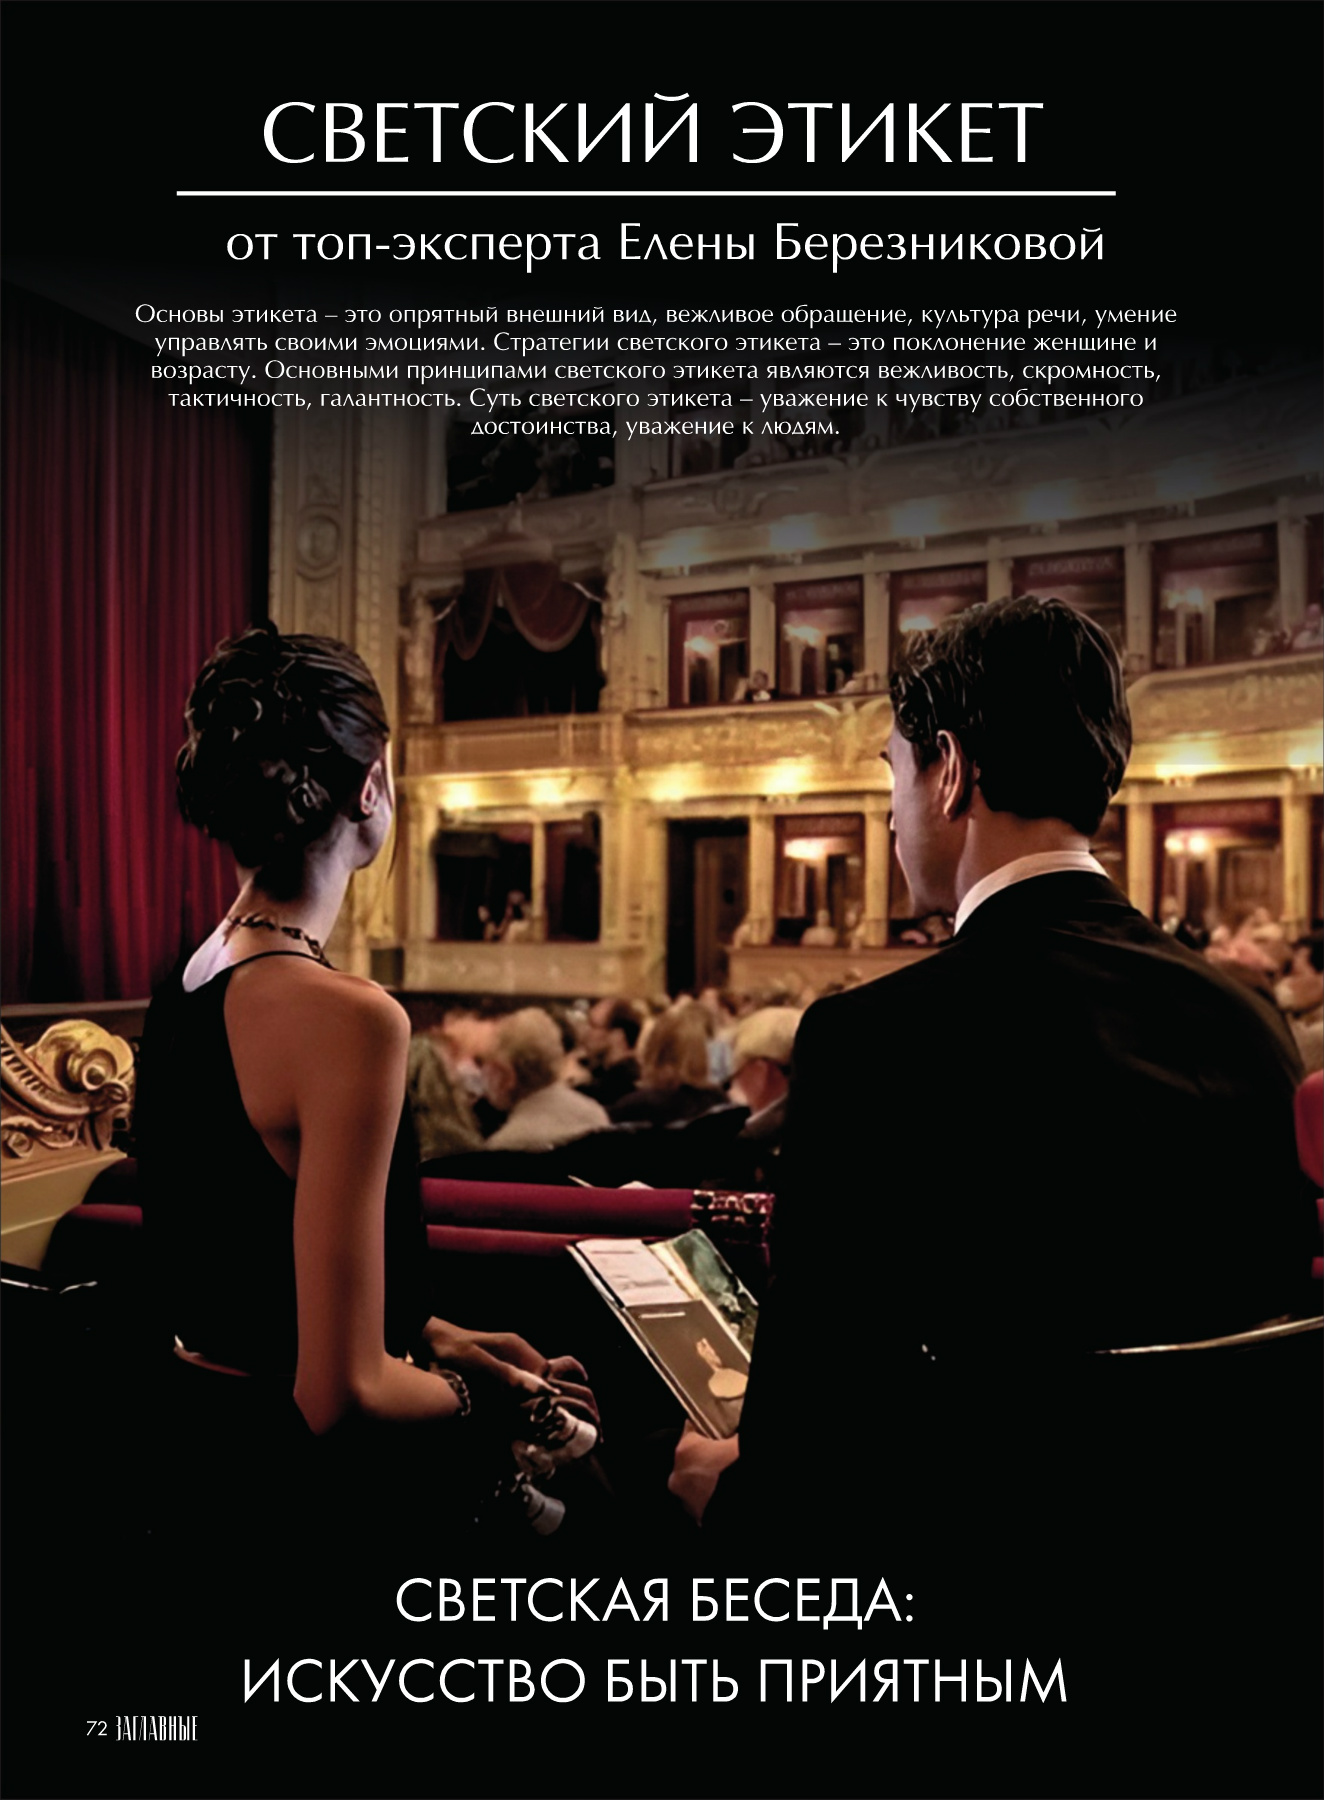 СВЕТСКИЙ ЭТИКЕТ
от топ-эксперта Елены Березниковой
Основы этикета – это опрятный внешний вид, вежливое обращение, культура речи, умение
управлять своими эмоциями. Стратегии светского этикета – это поклонение женщине и
возрасту. Основными принципами светского этикета являются вежливость, скромность,
тактичность, галантность. Суть светского этикета – уважение к чувству собственного
достоинства, уважение к людям.
СВЕТСКАЯ БЕСЕДА:
ИСКУССТВО БЫТЬ ПРИЯТНЫМ
72 ЗАГЛАВНЫЕ